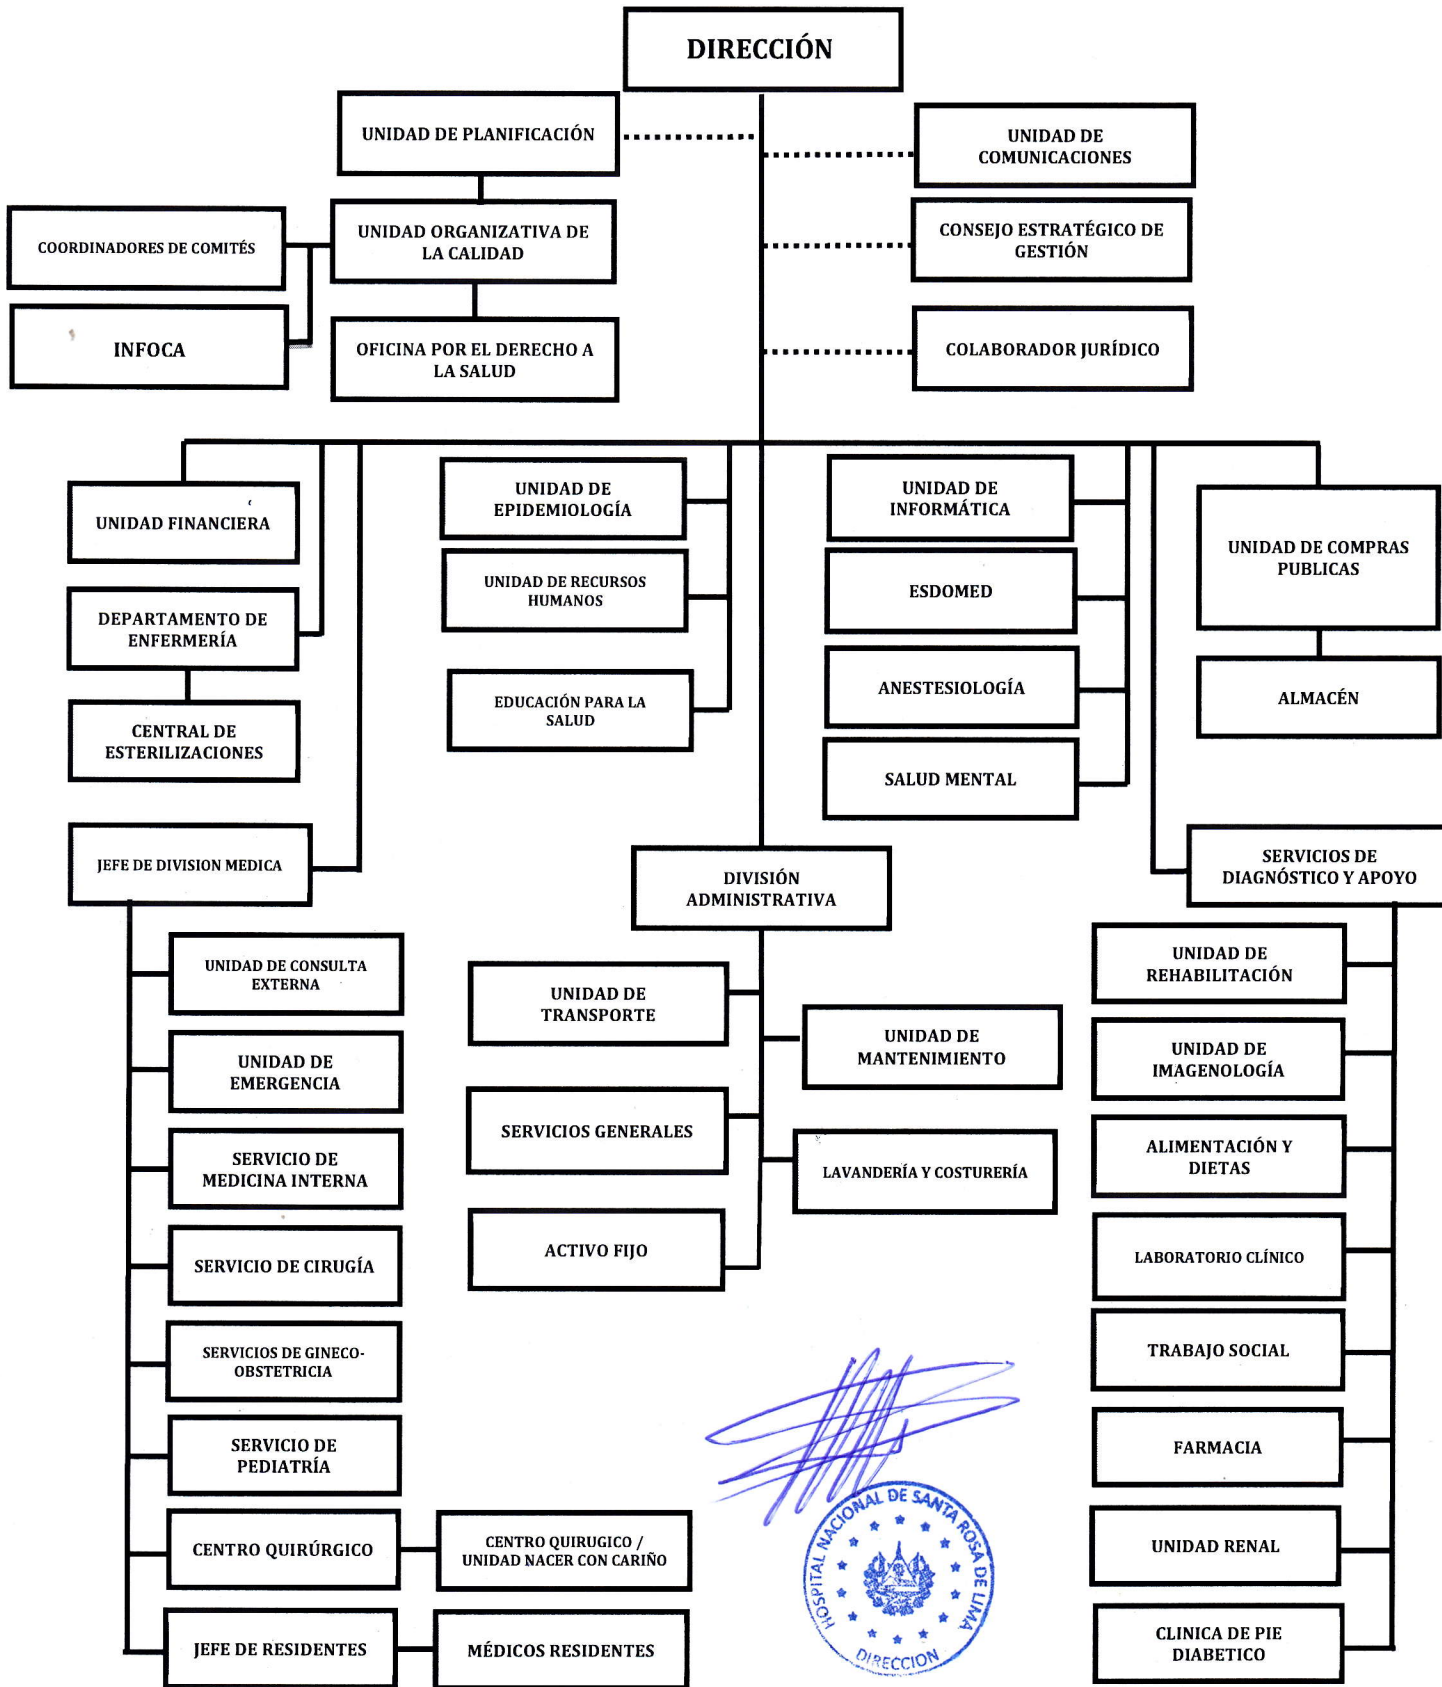 DIRECCIÓN
UNIDAD DE PLANIFICACIÓN
UNIDAD DE
COMUNICACIONES
COORDINADORES DE COMITÉS
UNIDAD ORGANIZATIVA DE
LA CALIDAD
CONSEJO ESTRATÉGICO DE
GESTIÓN
INFOCA
OFICINA POR EL DERECHO A
LA SALUD
COLABORADOR JURÍDICO
UNIDAD FINANCIERA
DEPARTAMENTO DE
ENFERMERÍA
CENTRAL DE
ESTERILIZACIONES
UNIDAD DE
EPIDEMIOLOGÍA
UNIDAD DE RECURSOS
HUMANOS
EDUCACIÓN PARA LA
SALUD
UNIDAD DE
INFORMÁTICA
ESDOMED
ANESTESIOLOGÍA
SALUD MENTAL
UNIDAD DE COMPRAS
PUBLICAS
ALMACÉN
JEFE DE DIVISION MEDICA
UNIDAD DE CONSULTA
EXTERNA
UNIDAD DE
EMERGENCIA
SERVICIO DE
MEDICINA INTERNA
SERVICIO DE CIRUGÍA
SERVICIOS DE GINECO-
OBSTETRICIA
SERVICIO DE
PEDIATRÍA
CENTRO QUIRÚRGICO
CENTRO QUIRUGICO /
UNIDAD NACER CON CARIÑO
JEFE DE RESIDENTES
MÉDICOS RESIDENTES
DIVISIÓN
ADMINISTRATIVA
UNIDAD DE
TRANSPORTE
UNIDAD DE
MANTENIMIENTO
SERVICIOS GENERALES
LAVANDERÍA Y COSTURERÍA
ACTIVO FIJO
SERVICIOS DE
DIAGNÓSTICO Y APOYO
UNIDAD DE
REHABILITACIÓN
UNIDAD DE
IMAGENOLOGÍA
ALIMENTACIÓN Y
DIETAS
LABORATORIO CLÍNICO
TRABAJO SOCIAL
FARMACIA
UNIDAD RENAL
CLINICA DE PIE
DIABETICO
HOSPITAL NACIONAL DE SANTA ROSA DE LIMA
DIRECCION